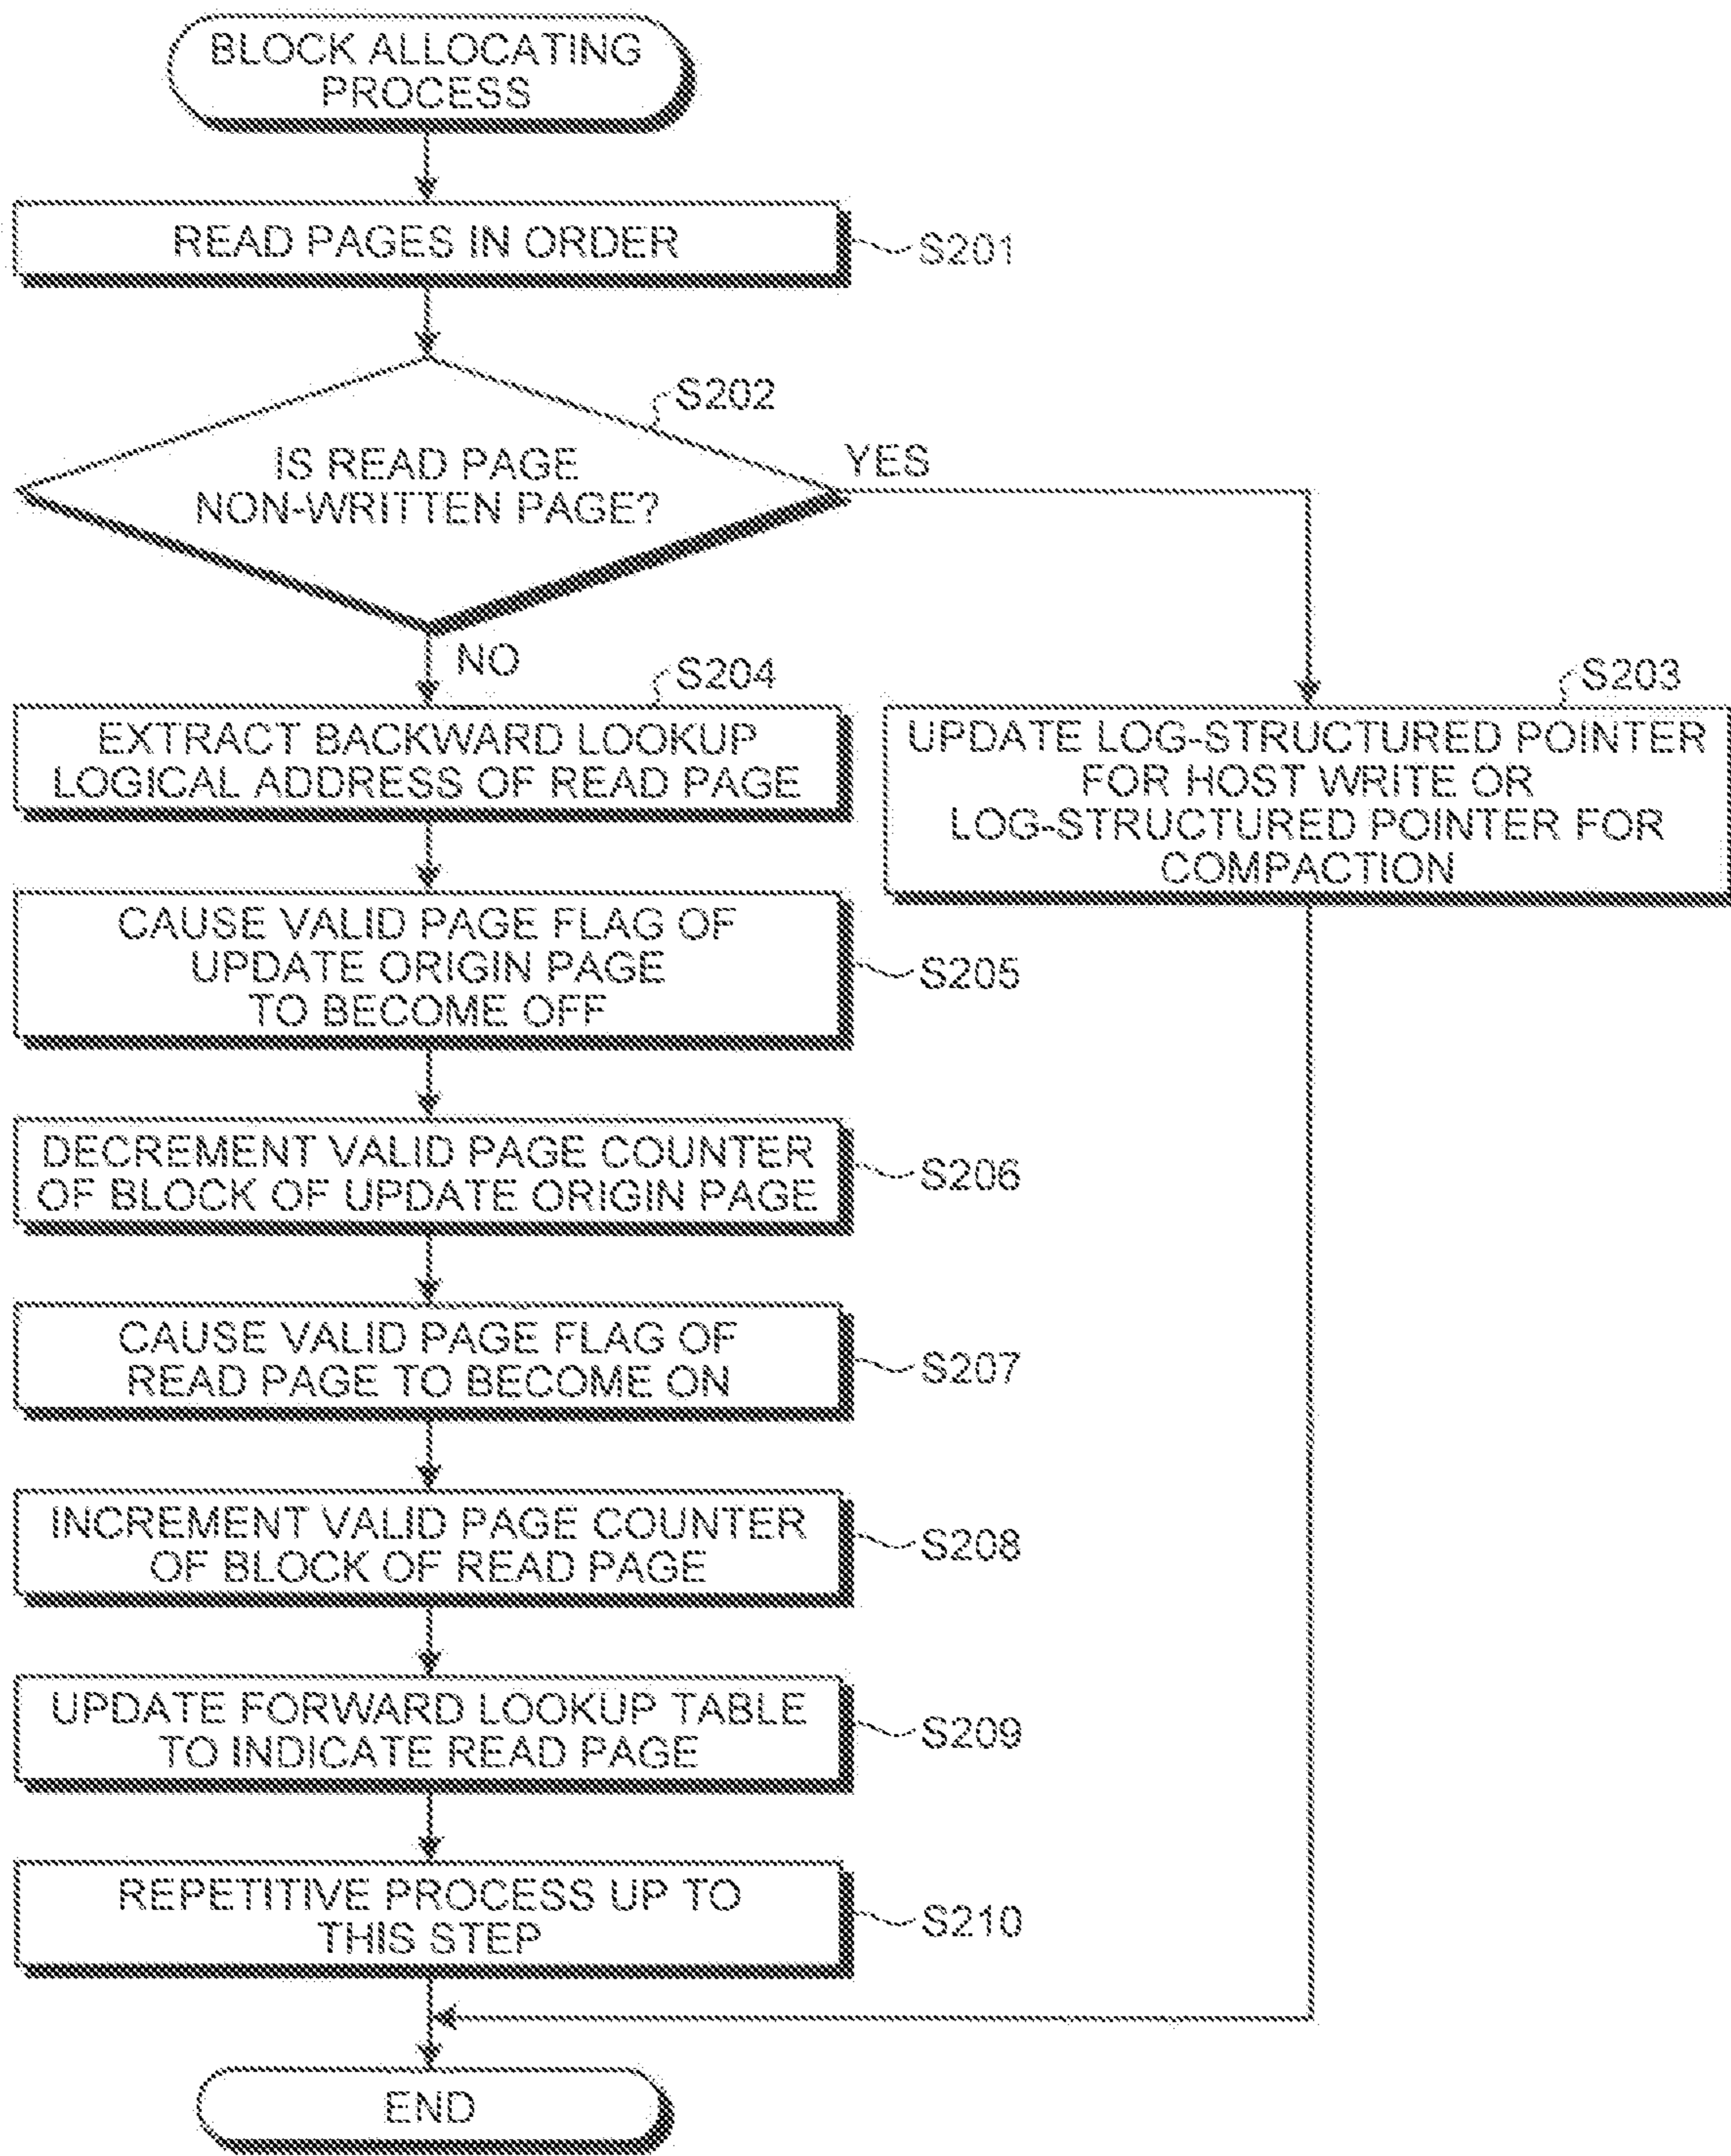 BLOCK ALLOCATING
PROCESS
READ PAGES IN ORDER
S201
S202
IS READ PAGE
NON-WRITTEN PAGE?
YES
NO
S204
EXTRACT BACKWARD LOOKUP
LOGICAL ADDRESS OF READ PAGE
S203
UPDATE LOG-STRUCTURED POINTER
FOR HOST WRITE OR
LOG-STRUCTURED POINTER FOR
COMPACTION
CAUSE VALID PAGE FLAG OF
UPDATE ORIGIN PAGE
TO BECOME OFF
S205
DECREMENT VALID PAGE COUNTER
OF BLOCK OF UPDATE ORIGIN PAGE
S206
CAUSE VALID PAGE FLAG OF
READ PAGE TO BECOME ON
S207
INCREMENT VALID PAGE COUNTER
OF BLOCK OF READ PAGE
S208
UPDATE FORWARD LOOKUP TABLE
TO INDICATE READ PAGE
S209
REPETITIVE PROCESS UP TO
THIS STEP
S210
END